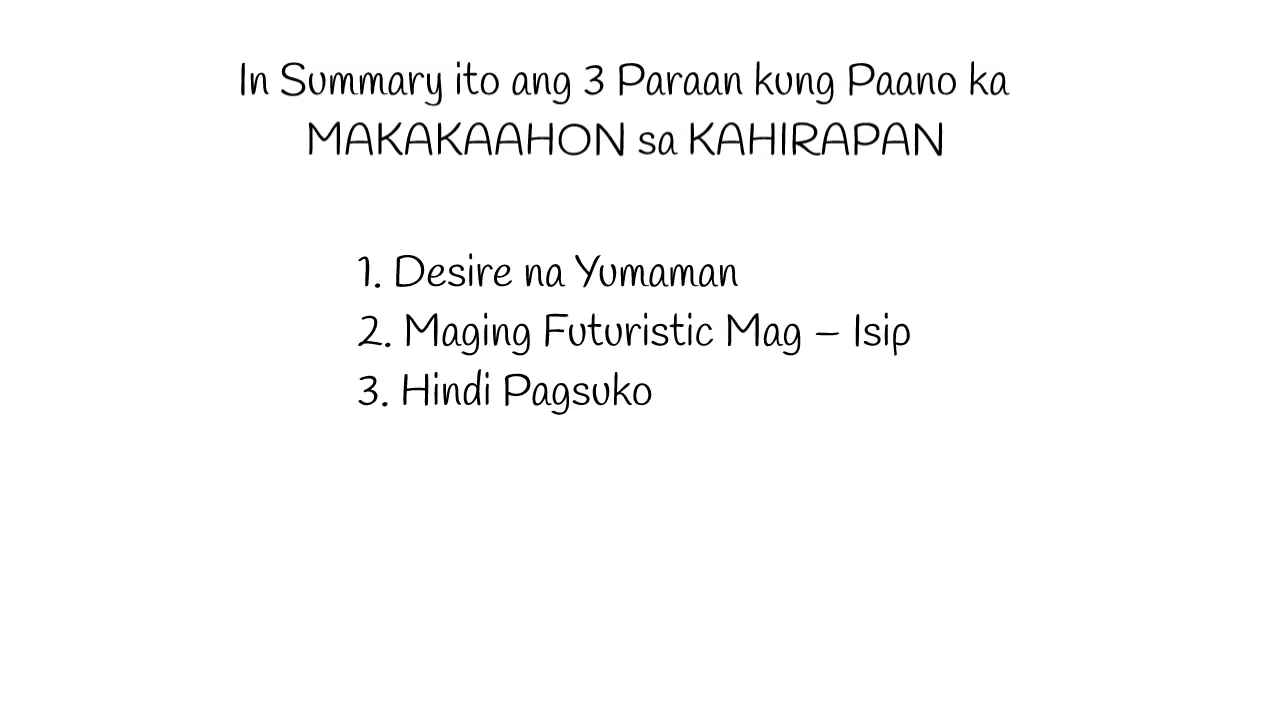 In Summary ito ang 3 Paraan kung Paano ka
MAKAKAAHON sa KAHIRAPAN
1. Desire na Yumaman
2. Maging Futuristic Mag – Isip
3. Hindi Pagsuko